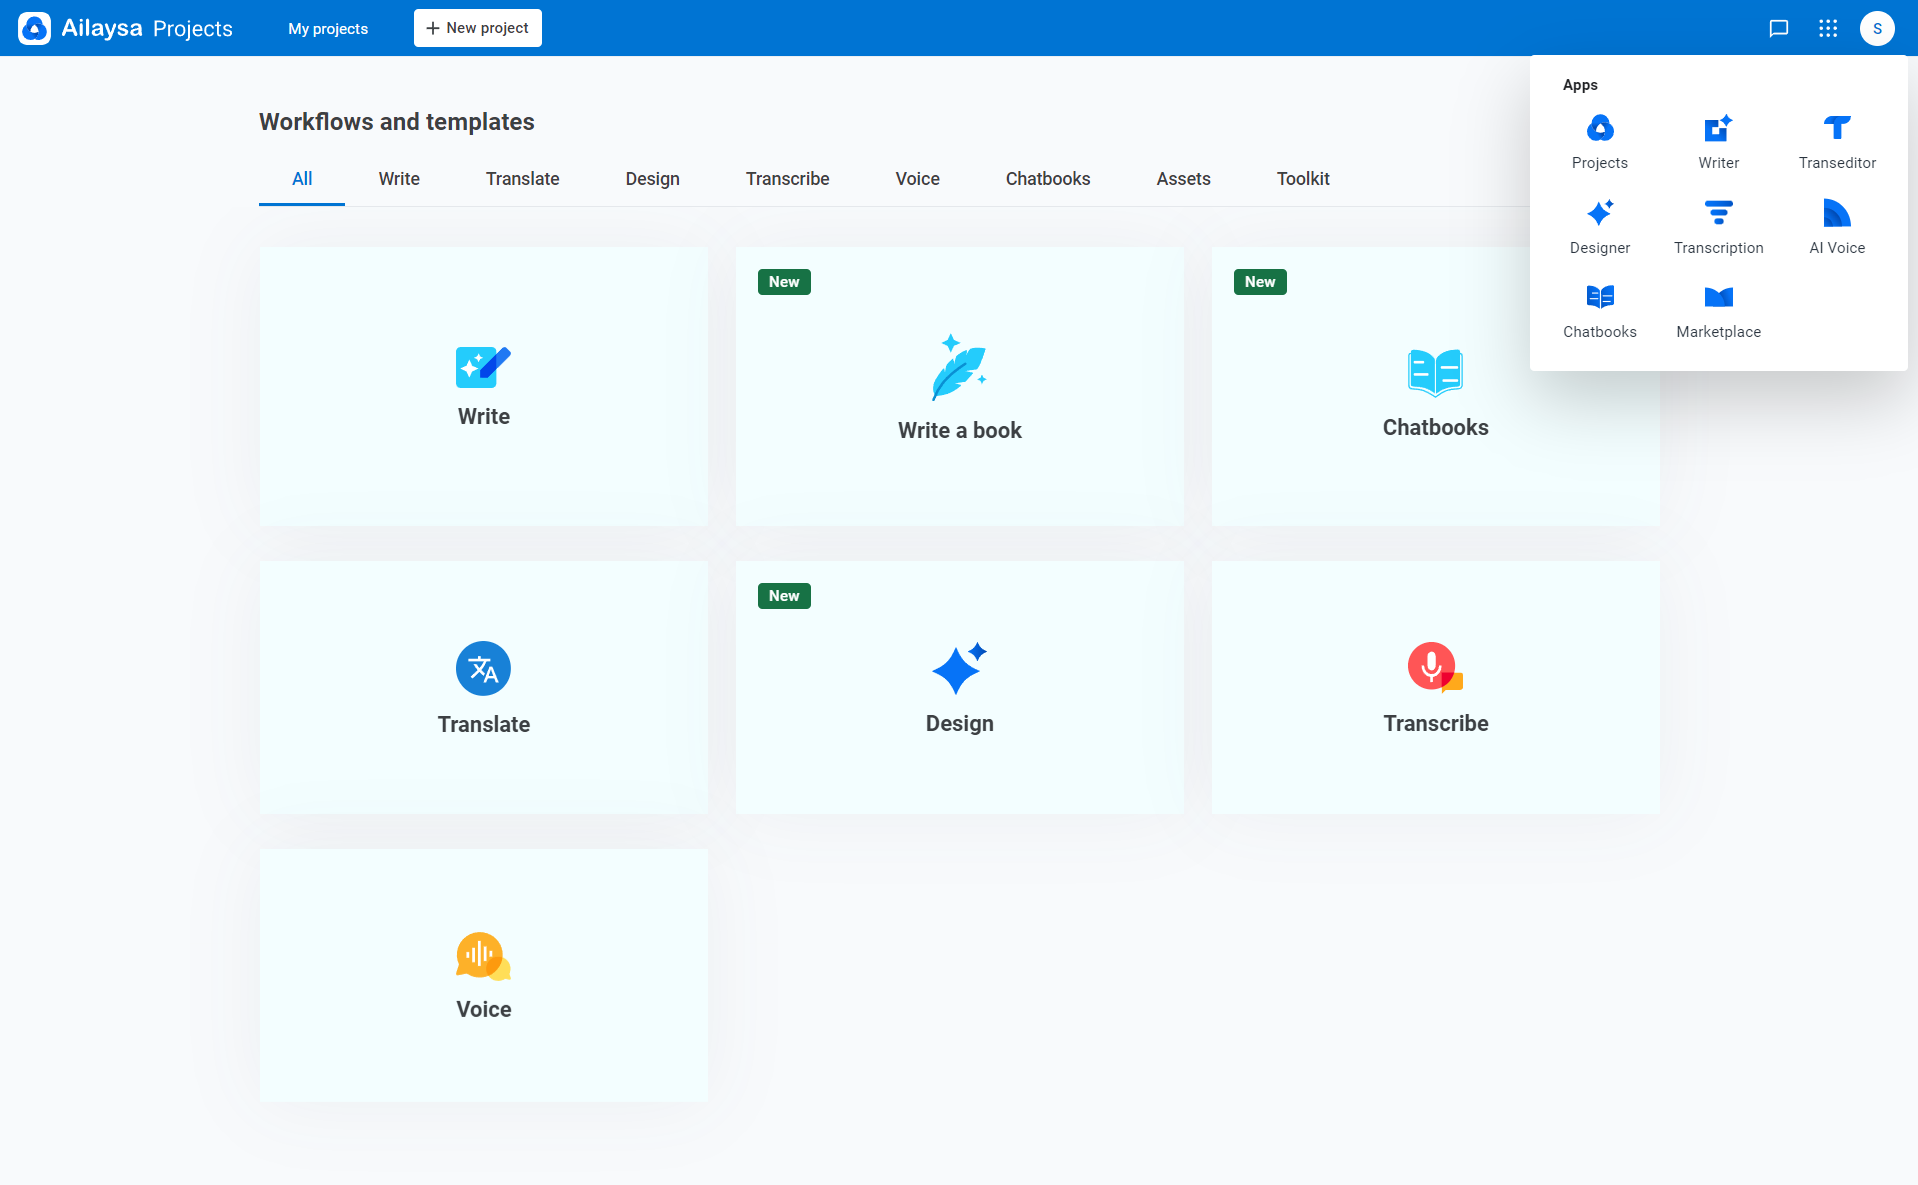 Ailaysa Projects
My projects
New project
S
Apps
Projects
Writer
Transeditor
Designer
Transcription
AI Voice
Chatbooks
Marketplace
Workflows and templates
All
Write
Translate
Design
Transcribe
Voice
Chatbooks
Assets
Toolkit
Write
New
Write a book
New
Chatbooks
Translate
New
Design
Transcribe
Voice